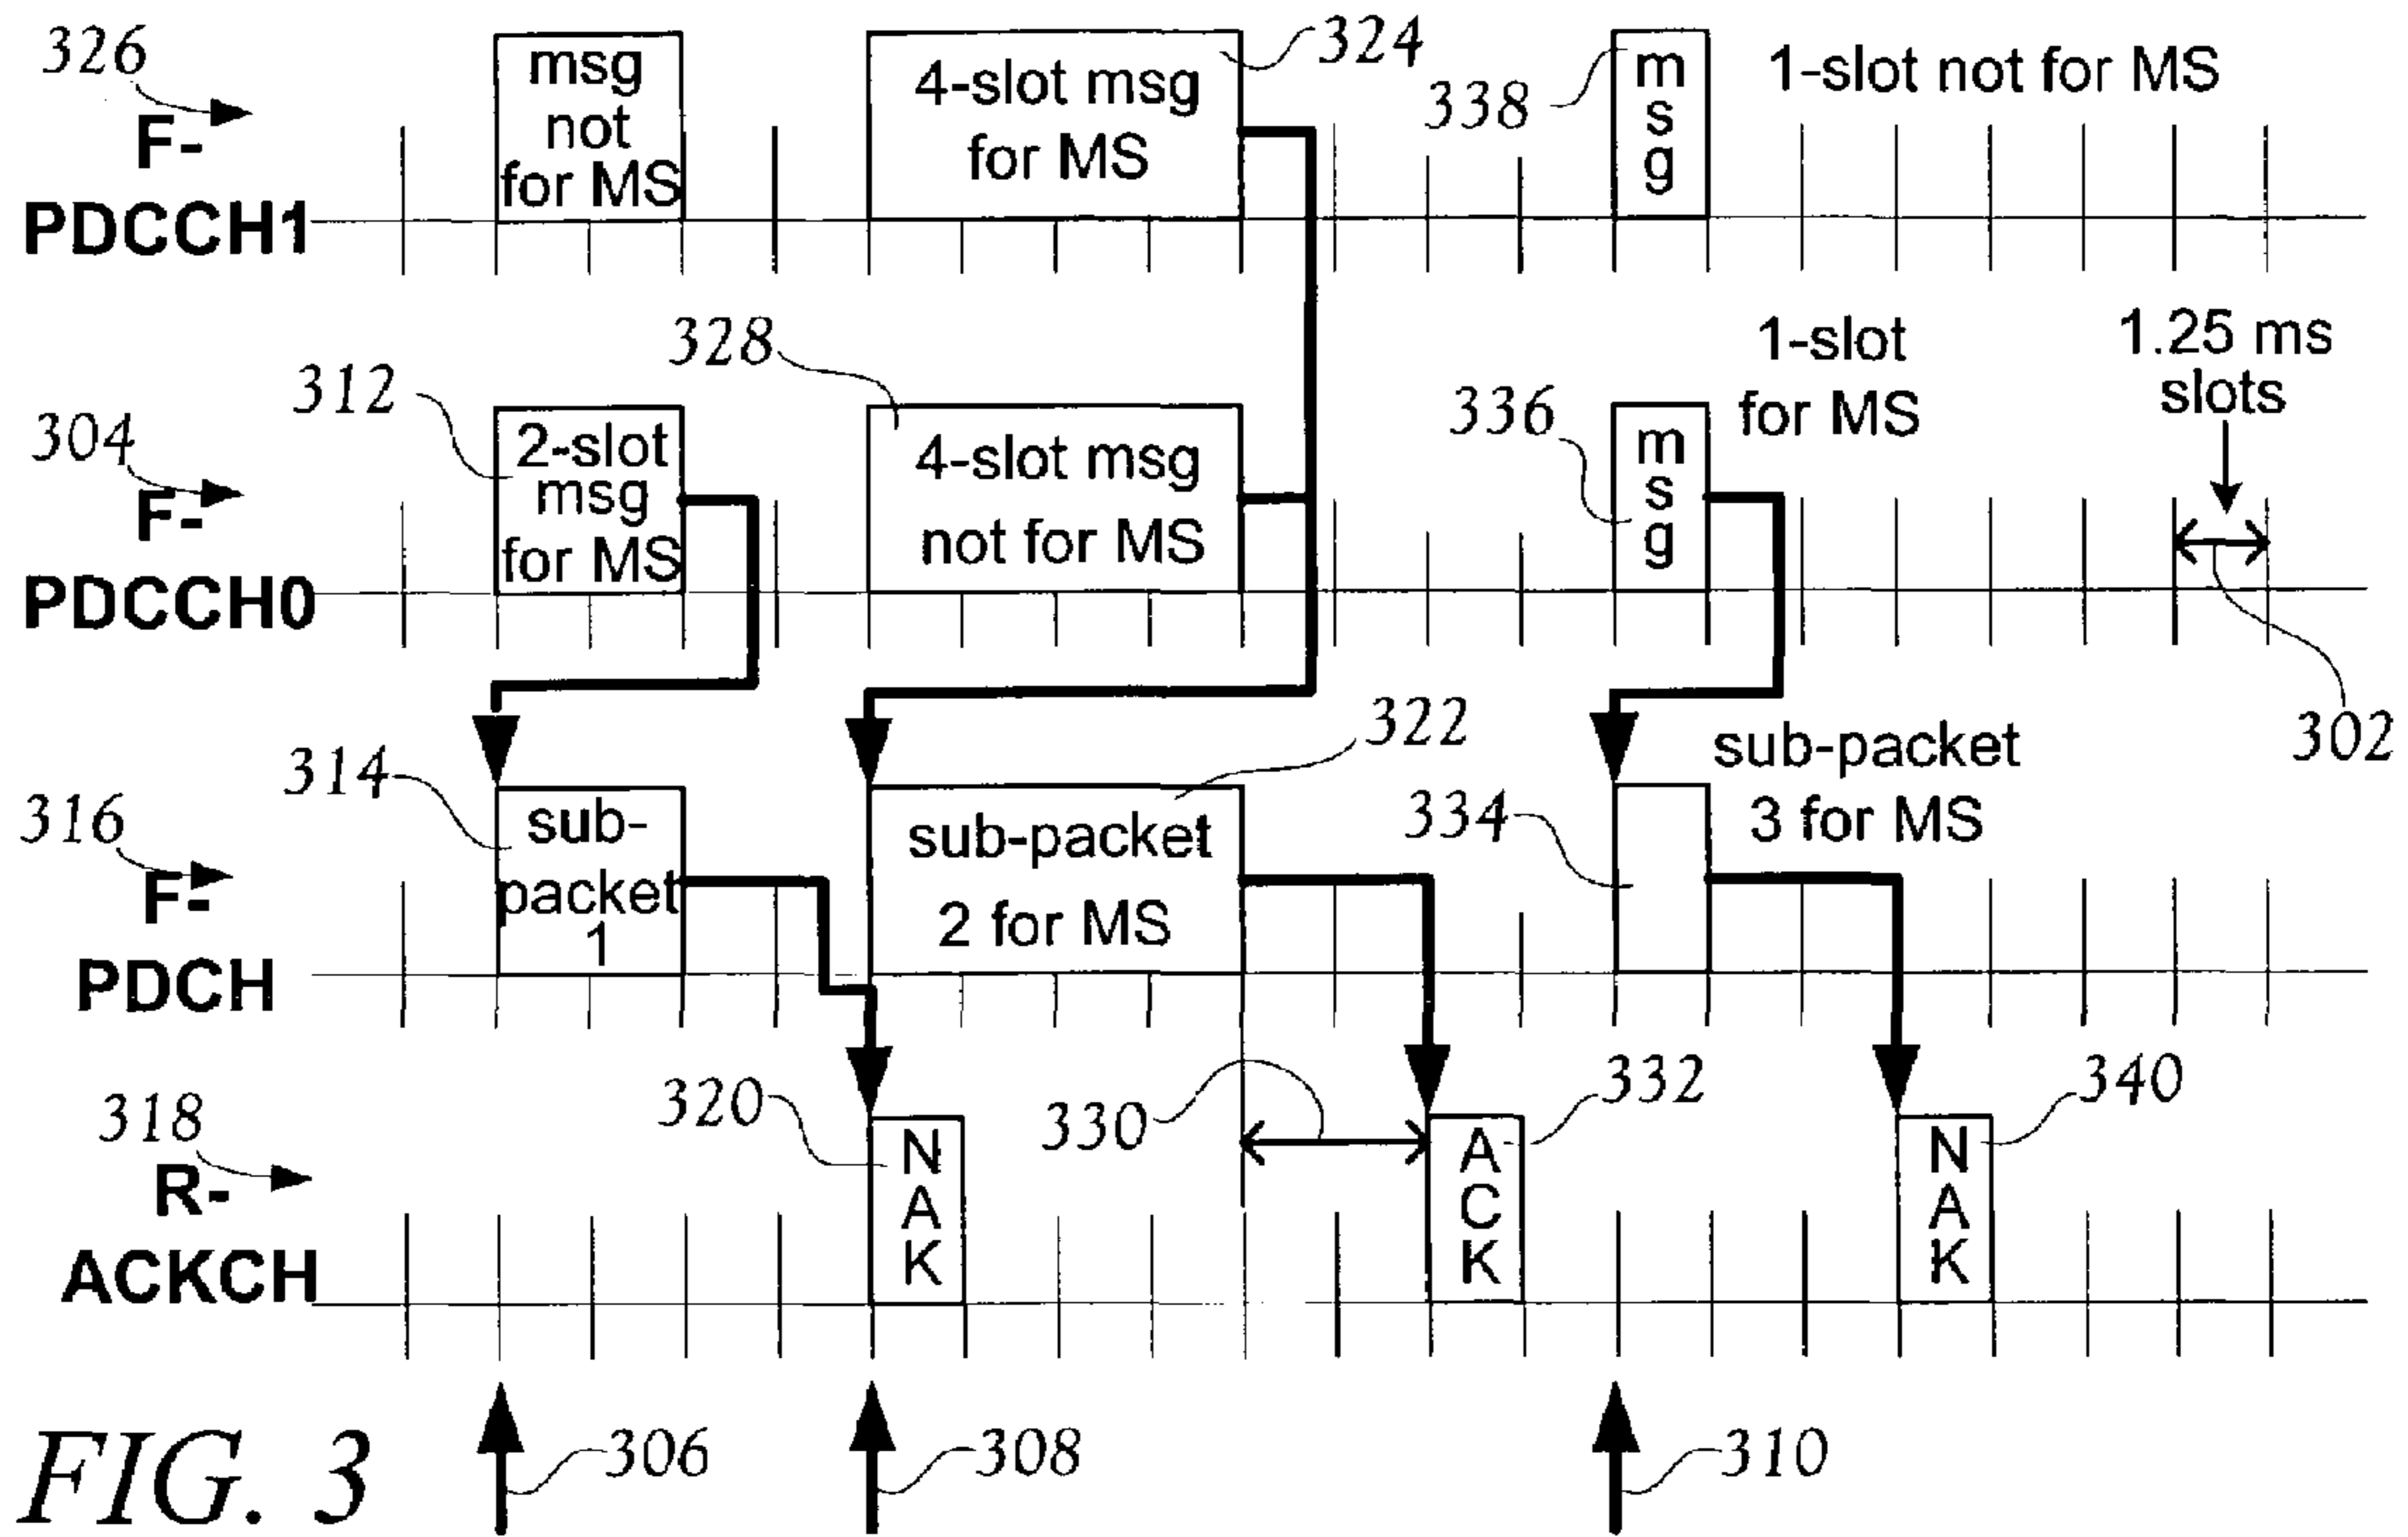 326
F-
PDCCH1
msg
not
for MS
4-slot msg
for MS
324
338
m
s
g
1-slot not for MS
304
F-
PDCCH0
312
2-slot
msg
for MS
328
4-slot msg
not for MS
336
m
s
g
1-slot
for MS
1.25 ms
slots
302
316
F-
PDCH
314
sub-
packet
1
322
sub-packet
2 for MS
334
sub-packet
3 for MS
318
R-
ACKCH
320
N
A
K
330
A
C
K
332
N
A
K
340
FIG. 3
306
308
310